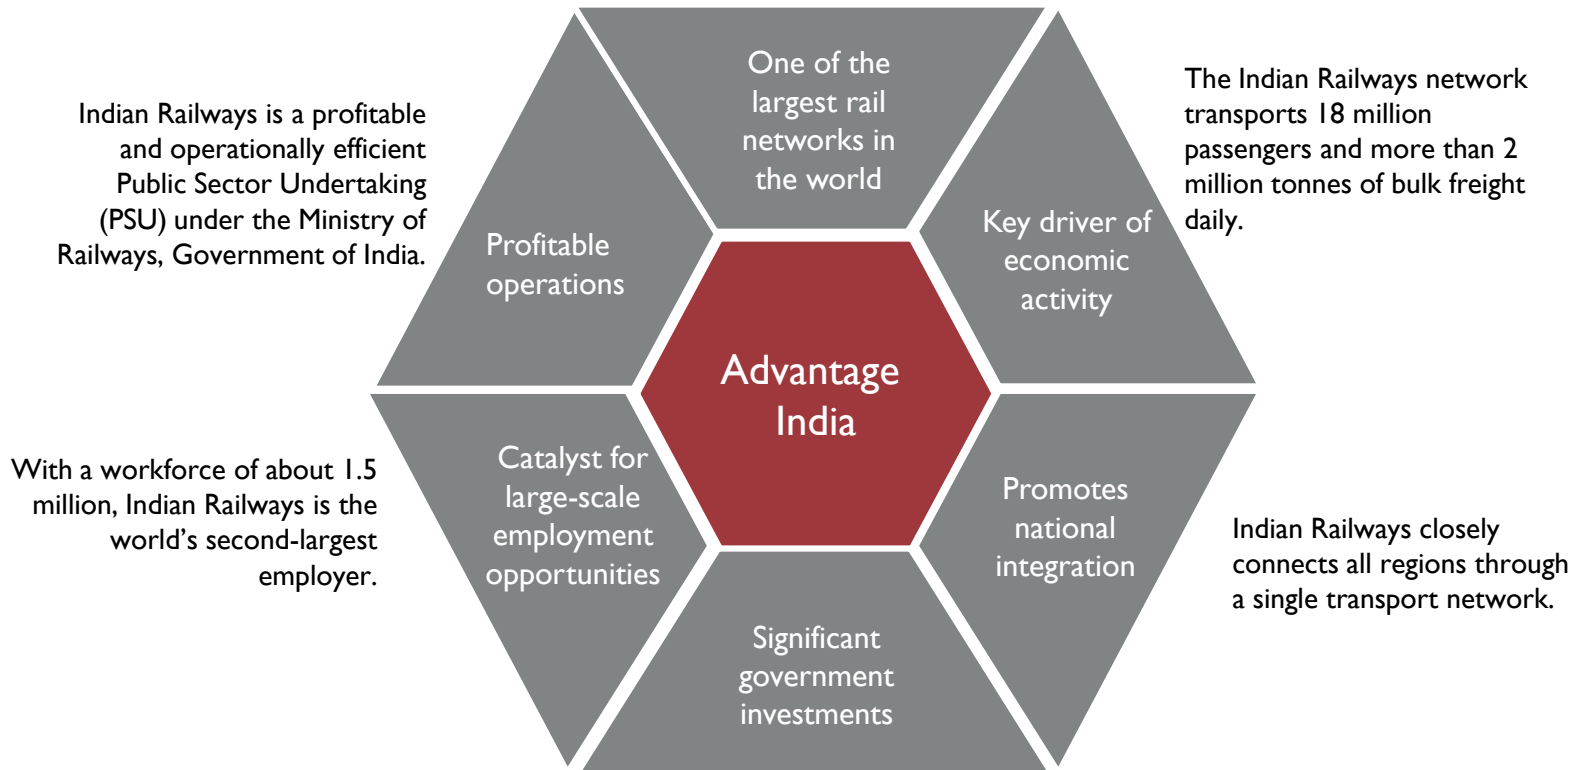 One of the
largest rail
networks in
the world
Indian Railways is a profitable
and operationally efficient
Public Sector Undertaking
(PSU) under the Ministry of
Railways, Government of India.
Profitable
operations
Key driver of
economic
activity
The Indian Railways network
transports 18 million
passengers and more than 2
million tonnes of bulk freight
daily.
Advantage
India
With a workforce of about 1.5
million, Indian Railways is the
world’s second-largest
employer.
Catalyst for
large-scale
employment
opportunities
Promotes
national
integration
Indian Railways closely
connects all regions through
a single transport network.
Significant
government
investments